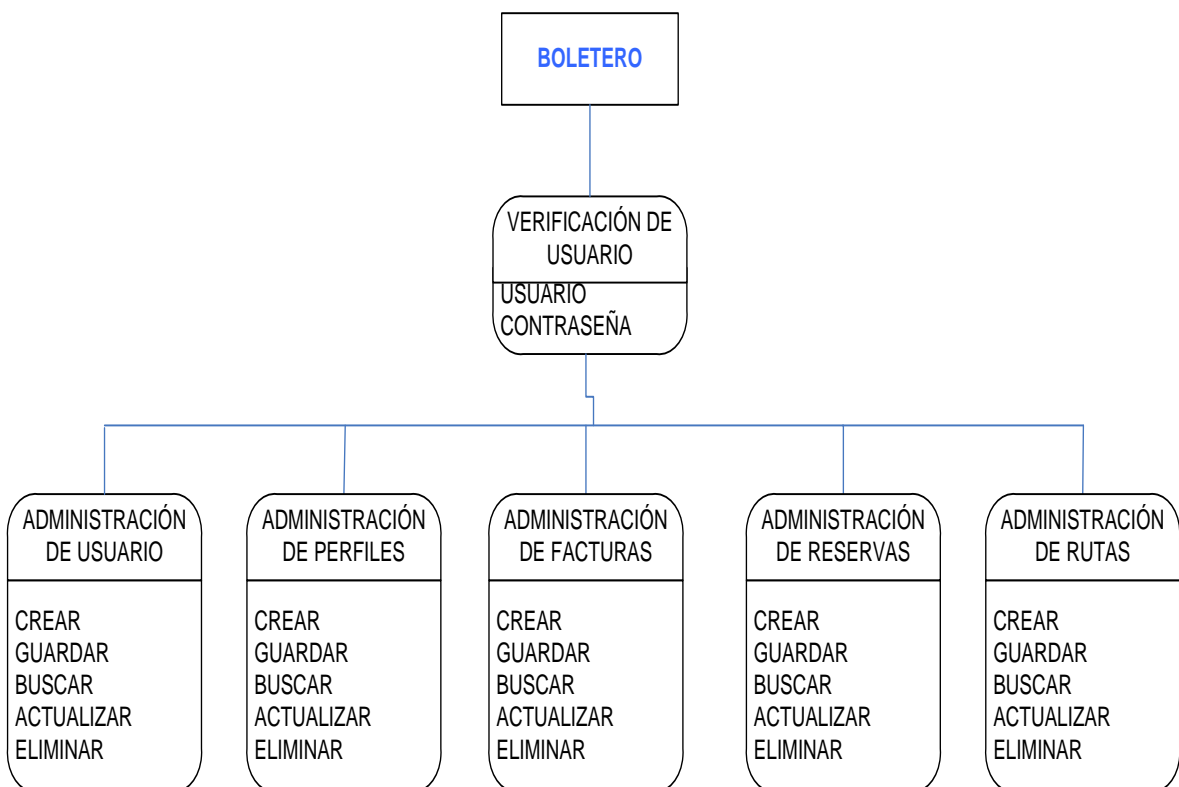 BOLETERO
VERIFICACIÓN DE
USUARIO
USUARIO
CONTRASEÑA
ADMINISTRACIÓN
DE USUARIO
CREAR
GUARDAR
BUSCAR
ACTUALIZAR
ELIMINAR
ADMINISTRACIÓN
DE PERFILES
CREAR
GUARDAR
BUSCAR
ACTUALIZAR
ELIMINAR
ADMINISTRACIÓN
DE FACTURAS
CREAR
GUARDAR
BUSCAR
ACTUALIZAR
ELIMINAR
ADMINISTRACIÓN
DE RESERVAS
CREAR
GUARDAR
BUSCAR
ACTUALIZAR
ELIMINAR
ADMINISTRACIÓN
DE RUTAS
CREAR
GUARDAR
BUSCAR
ACTUALIZAR
ELIMINAR